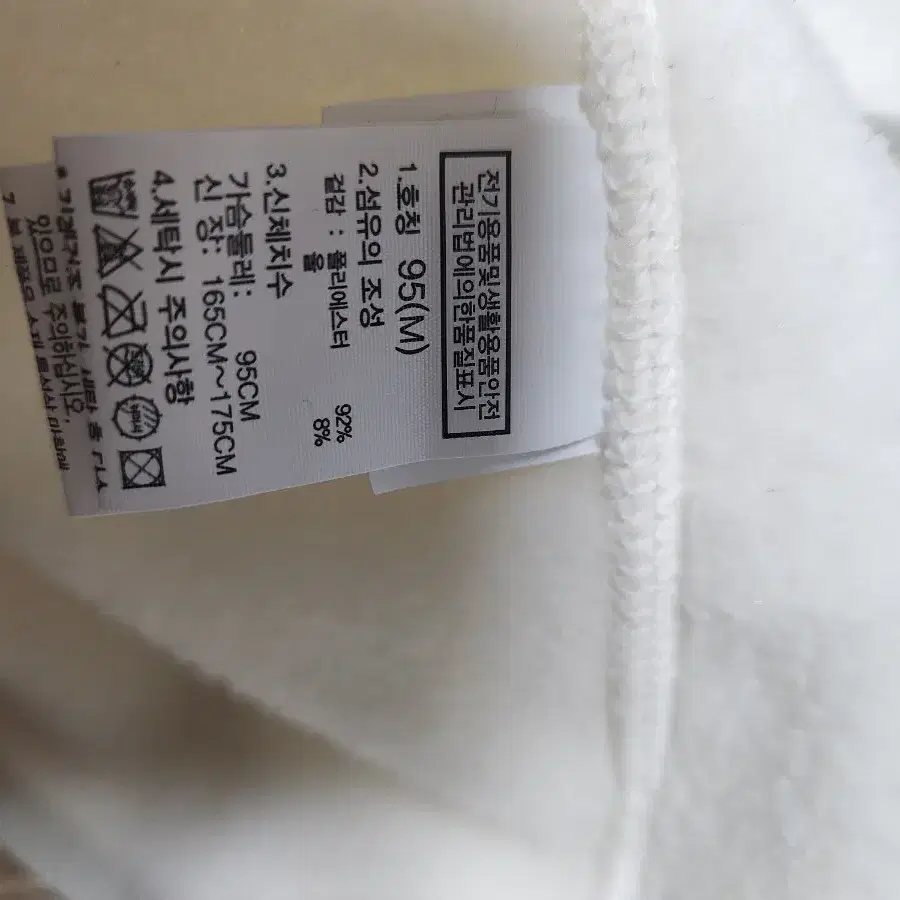 전기용품및생활용품안전
관리법에의한품질표시
1.호칭 95(M)
2.섬유의 조성
겉감 : 폴리에스터 92%
울 8%
3.신체치수
가슴둘레: 95CM
신 장: 165CM~175CM
4.세탁시 주의사항
있으므로 주의하십시오.